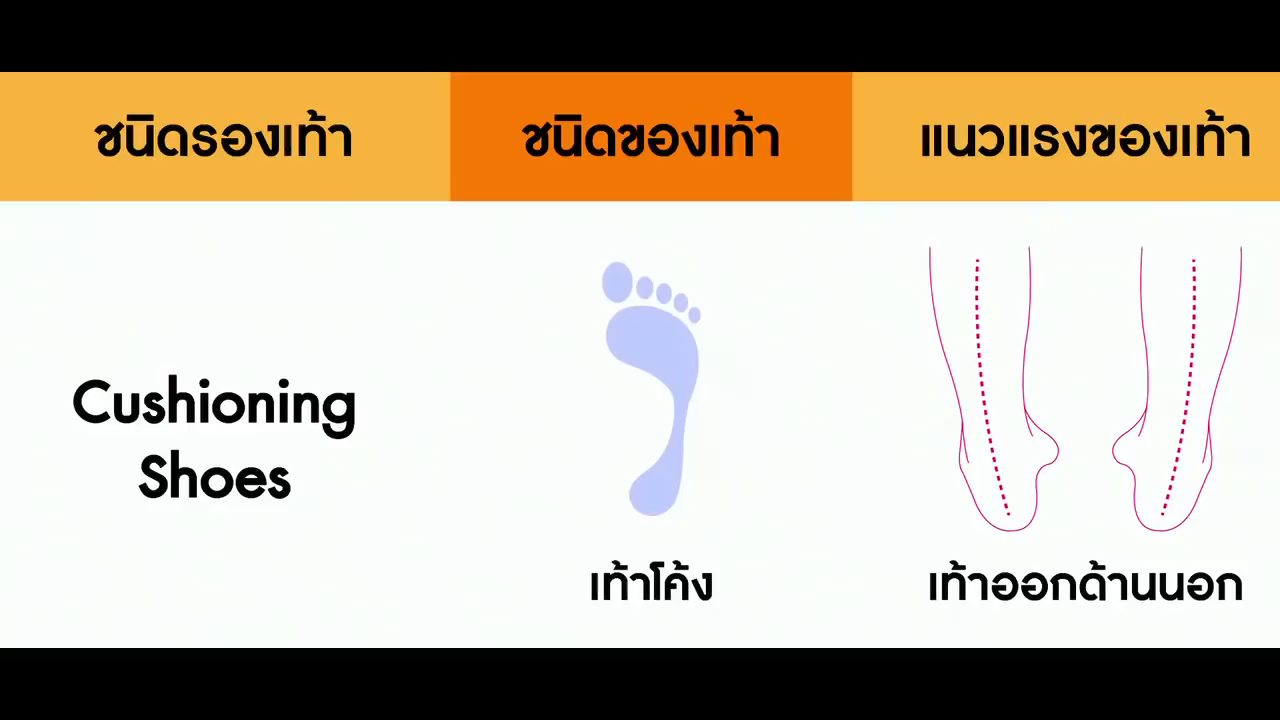 ชนิดรองเท้า
ชนิดของเท้า
แนวแรงของเท้า
Cushioning
Shoes
เท้าโค้ง
เท้าออกด้านนอก